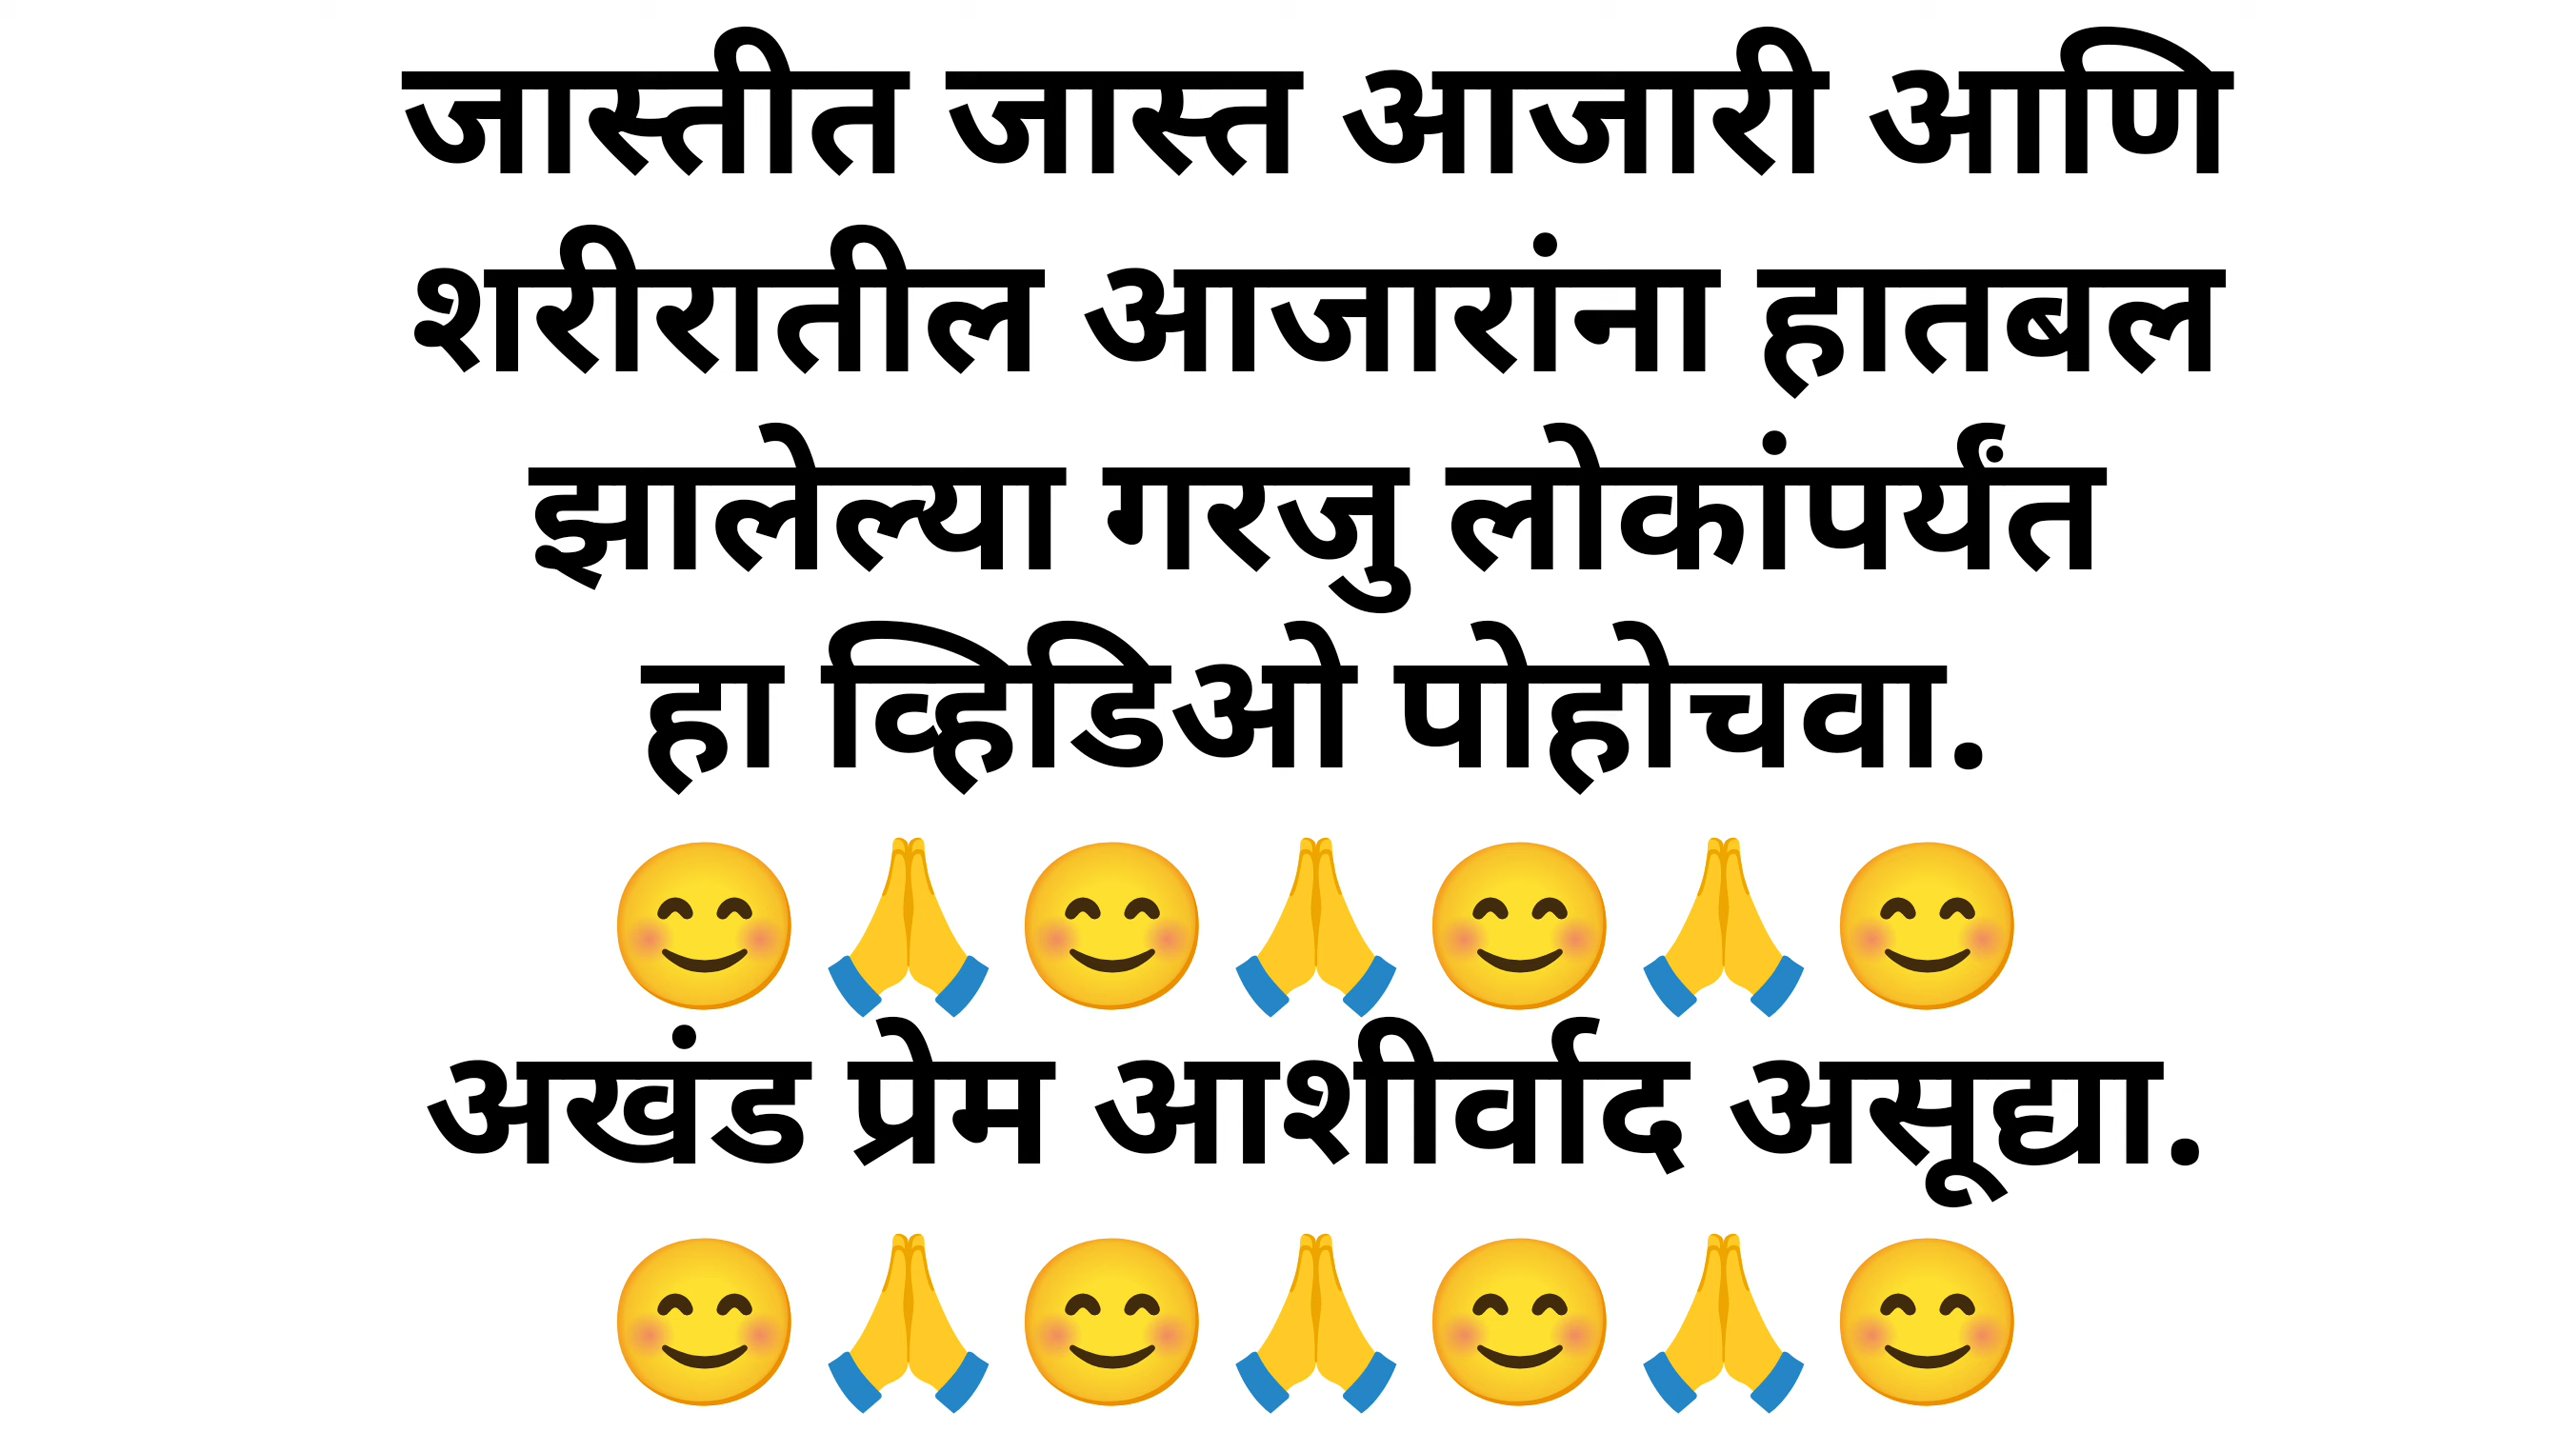 जास्तीत जास्त आजारी आणि
शरीरातील आजारांना हातबल
झालेल्या गरजु लोकांपर्यंत
हा व्हिडिओ पोहोचवा.
😊🙏😊🙏😊🙏😊
अखंड प्रेम आशीर्वाद असूद्या.
😊🙏😊🙏😊🙏😊